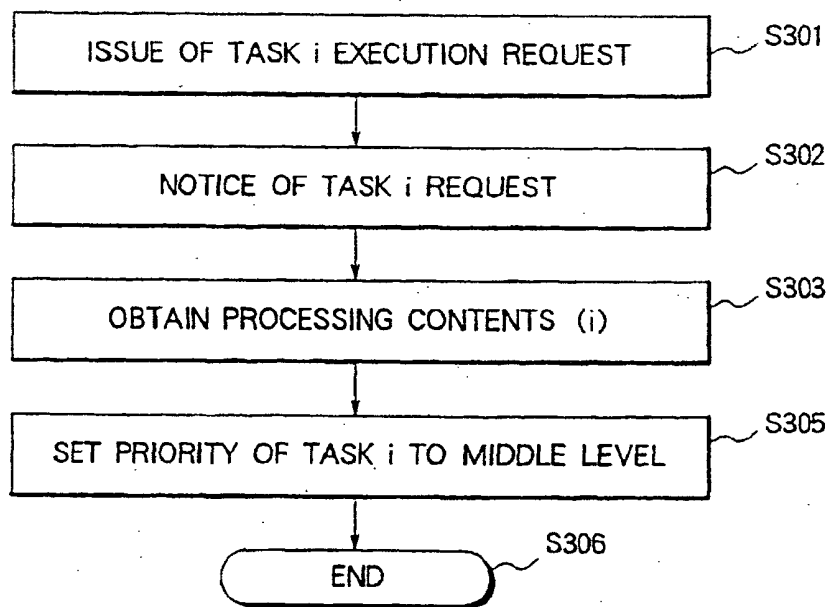 ISSUE OF TASK i EXECUTION REQUEST
S301
NOTICE OF TASK i REQUEST
S302
OBTAIN PROCESSING CONTENTS (i)
S303
SET PRIORITY OF TASK i TO MIDDLE LEVEL
S305
END
S306